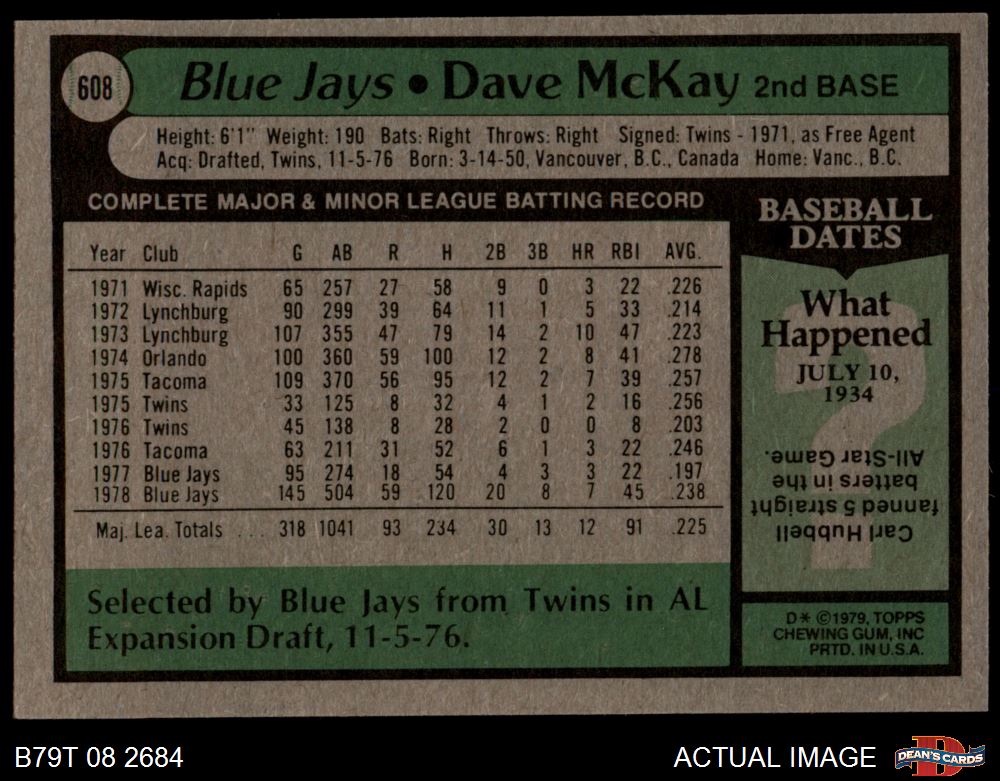 608
Blue Jays • Dave McKay 2nd BASE
Height: 6'1" Weight: 190 Bats: Right Throws: Right Signed: Twins - 1971, as Free Agent
Acq: Drafted, Twins, 11-5-76 Born: 3-14-50, Vancouver, B.C., Canada Home: Vanc., B.C.
COMPLETE MAJOR & MINOR LEAGUE BATTING RECORD
Year Club G AB R H 2B 3B HR RBI AVG.
1971 Wisc. Rapids 65 257 27 58 9 0 3 22 .226
1972 Lynchburg 90 299 39 64 11 1 5 33 .214
1973 Lynchburg 107 355 47 79 14 2 10 47 .223
1974 Orlando 100 360 59 100 12 2 8 41 .278
1975 Tacoma 109 370 56 95 12 2 7 39 .257
1975 Twins 33 125 8 32 4 1 2 16 .256
1976 Twins 45 138 8 28 2 0 0 8 .203
1976 Tacoma 63 211 31 52 6 1 3 22 .246
1977 Blue Jays 95 274 18 54 4 3 3 22 .197
1978 Blue Jays 145 504 59 120 20 8 7 45 .238
Maj. Lea. Totals ... 318 1041 93 234 30 13 12 91 .225
Selected by Blue Jays from Twins in AL
Expansion Draft, 11-5-76.
BASEBALL
DATES
What
Happened
JULY 10,
1934
?
Carl Hubbell
fanned 5 straight
batters in the
All-Star Game.
D* ©1979, TOPPS
CHEWING GUM, INC
PRTD. IN U.S.A.
B79T 08 2684
ACTUAL IMAGE
D
DEAN'S CARDS